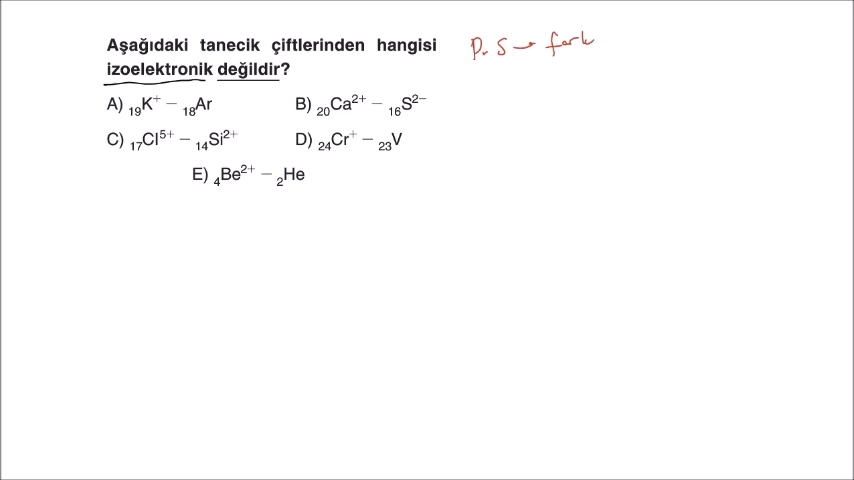 Aşağıdaki tanecik çiftlerinden hangisi
izoelektronik değildir?
P. S → fark
A) ₁₉K⁺ − ₁₈Ar B) ₂₀Ca²⁺ − ₁₆S²⁻
C) ₁₇Cl⁵⁺ − ₁₄Si²⁺ D) ₂₄Cr⁺ − ₂₃V
E) ₄Be²⁺ − ₂He